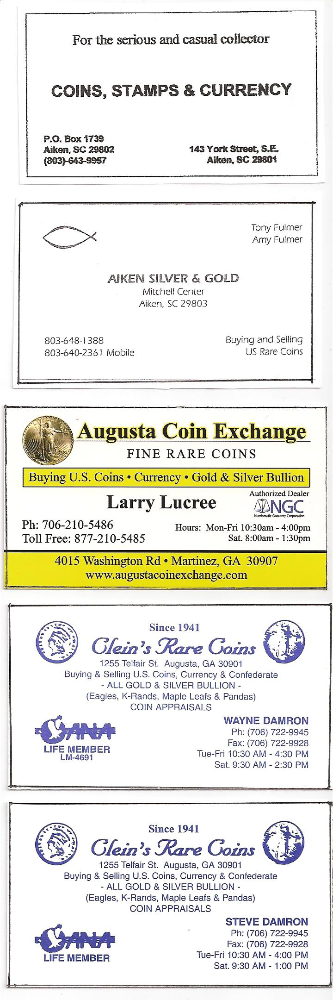 For the serious and casual collector
COINS, STAMPS & CURRENCY
P.O. Box 1739
Aiken, SC 29802
(803)-643-9957
143 York Street, S.E.
Aiken, SC 29801
Tony Fulmer
Amy Fulmer
AIKEN SILVER & GOLD
Mitchell Center
Aiken, SC 29803
803-648-1388
803-640-2361 Mobile
Buying and Selling
US Rare Coins
Augusta Coin Exchange
FINE RARE COINS
Buying U.S. Coins • Currency • Gold & Silver Bullion
Larry Lucree
Authorized Dealer
NGC
Numismatic Guaranty Corporation
Ph: 706-210-5486
Toll Free: 877-210-5485
Hours: Mon-Fri 10:30am - 4:00pm
Sat. 8:00am - 1:30pm
4015 Washington Rd • Martinez, GA 30907
www.augustacoinexchange.com
Since 1941
Clein's Rare Coins
1255 Telfair St. Augusta, GA 30901
Buying & Selling U.S. Coins, Currency & Confederate
- ALL GOLD & SILVER BULLION -
(Eagles, K-Rands, Maple Leafs & Pandas)
COIN APPRAISALS
ANA
LIFE MEMBER
LM-4691
WAYNE DAMRON
Ph: (706) 722-9945
Fax: (706) 722-9928
Tue-Fri 10:30 AM - 4:30 PM
Sat. 9:30 AM - 2:30 PM
Since 1941
Clein's Rare Coins
1255 Telfair St. Augusta, GA 30901
Buying & Selling U.S. Coins, Currency & Confederate
- ALL GOLD & SILVER BULLION -
(Eagles, K-Rands, Maple Leafs & Pandas)
COIN APPRAISALS
ANA
LIFE MEMBER
STEVE DAMRON
Ph: (706) 722-9945
Fax: (706) 722-9928
Tue-Fri 10:30 AM - 4:00 PM
Sat. 9:30 AM - 1:00 PM